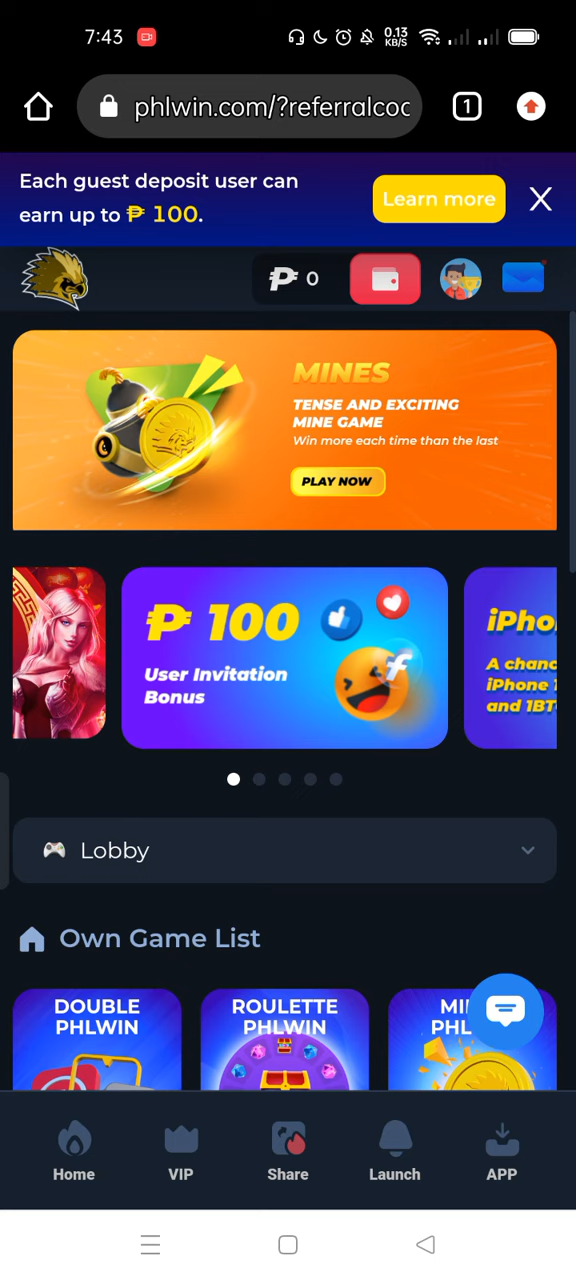 7:43
0.13
KB/S
phlwin.com/?referralcoc
1
Each guest deposit user can
earn up to ₱ 100.
Learn more
₱ 0
MINES
TENSE AND EXCITING
MINE GAME
Win more each time than the last
PLAY NOW
₱ 100
User Invitation
Bonus
iPho
A chanc
iPhone 1
and 1BT
Lobby
Own Game List
DOUBLE
PHLWIN
ROULETTE
PHLWIN
MI
PHL
Home
VIP
Share
Launch
APP